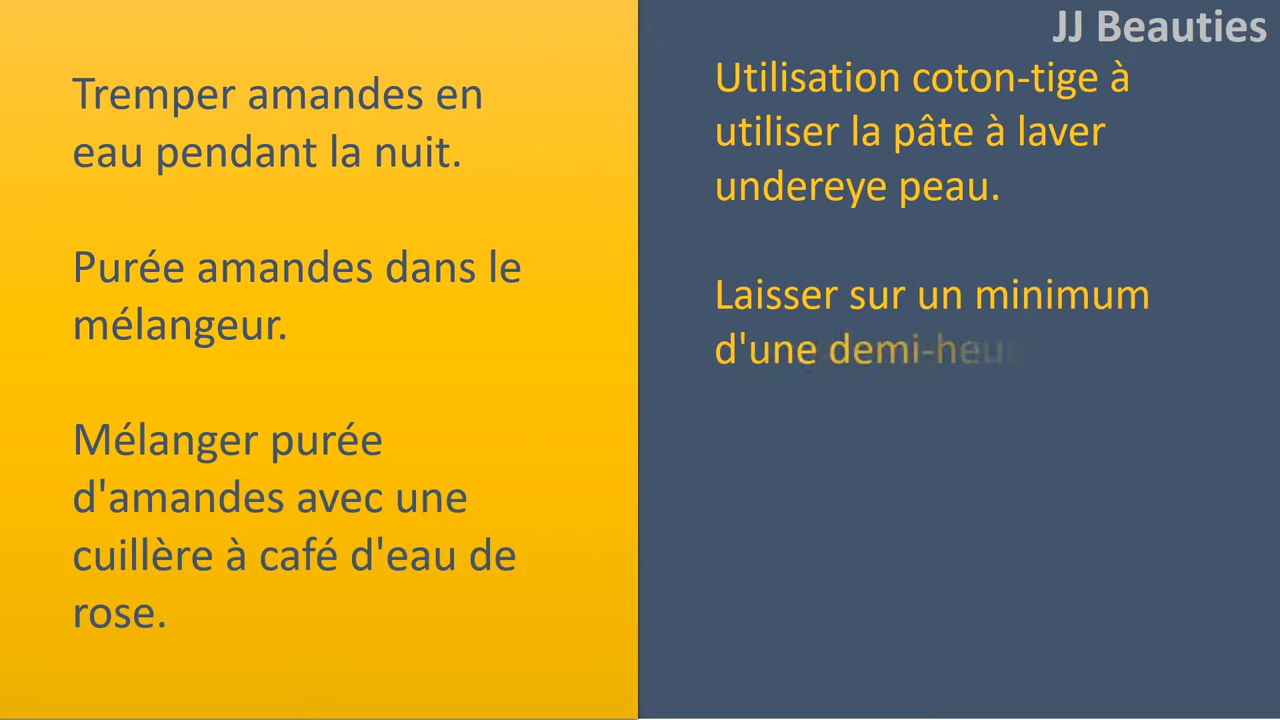 JJ Beauties
Tremper amandes en
eau pendant la nuit.
Purée amandes dans le
mélangeur.
Mélanger purée
d'amandes avec une
cuillère à café d'eau de
rose.
Utilisation coton-tige à
utiliser la pâte à laver
undereye peau.
Laisser sur un minimum
d'une